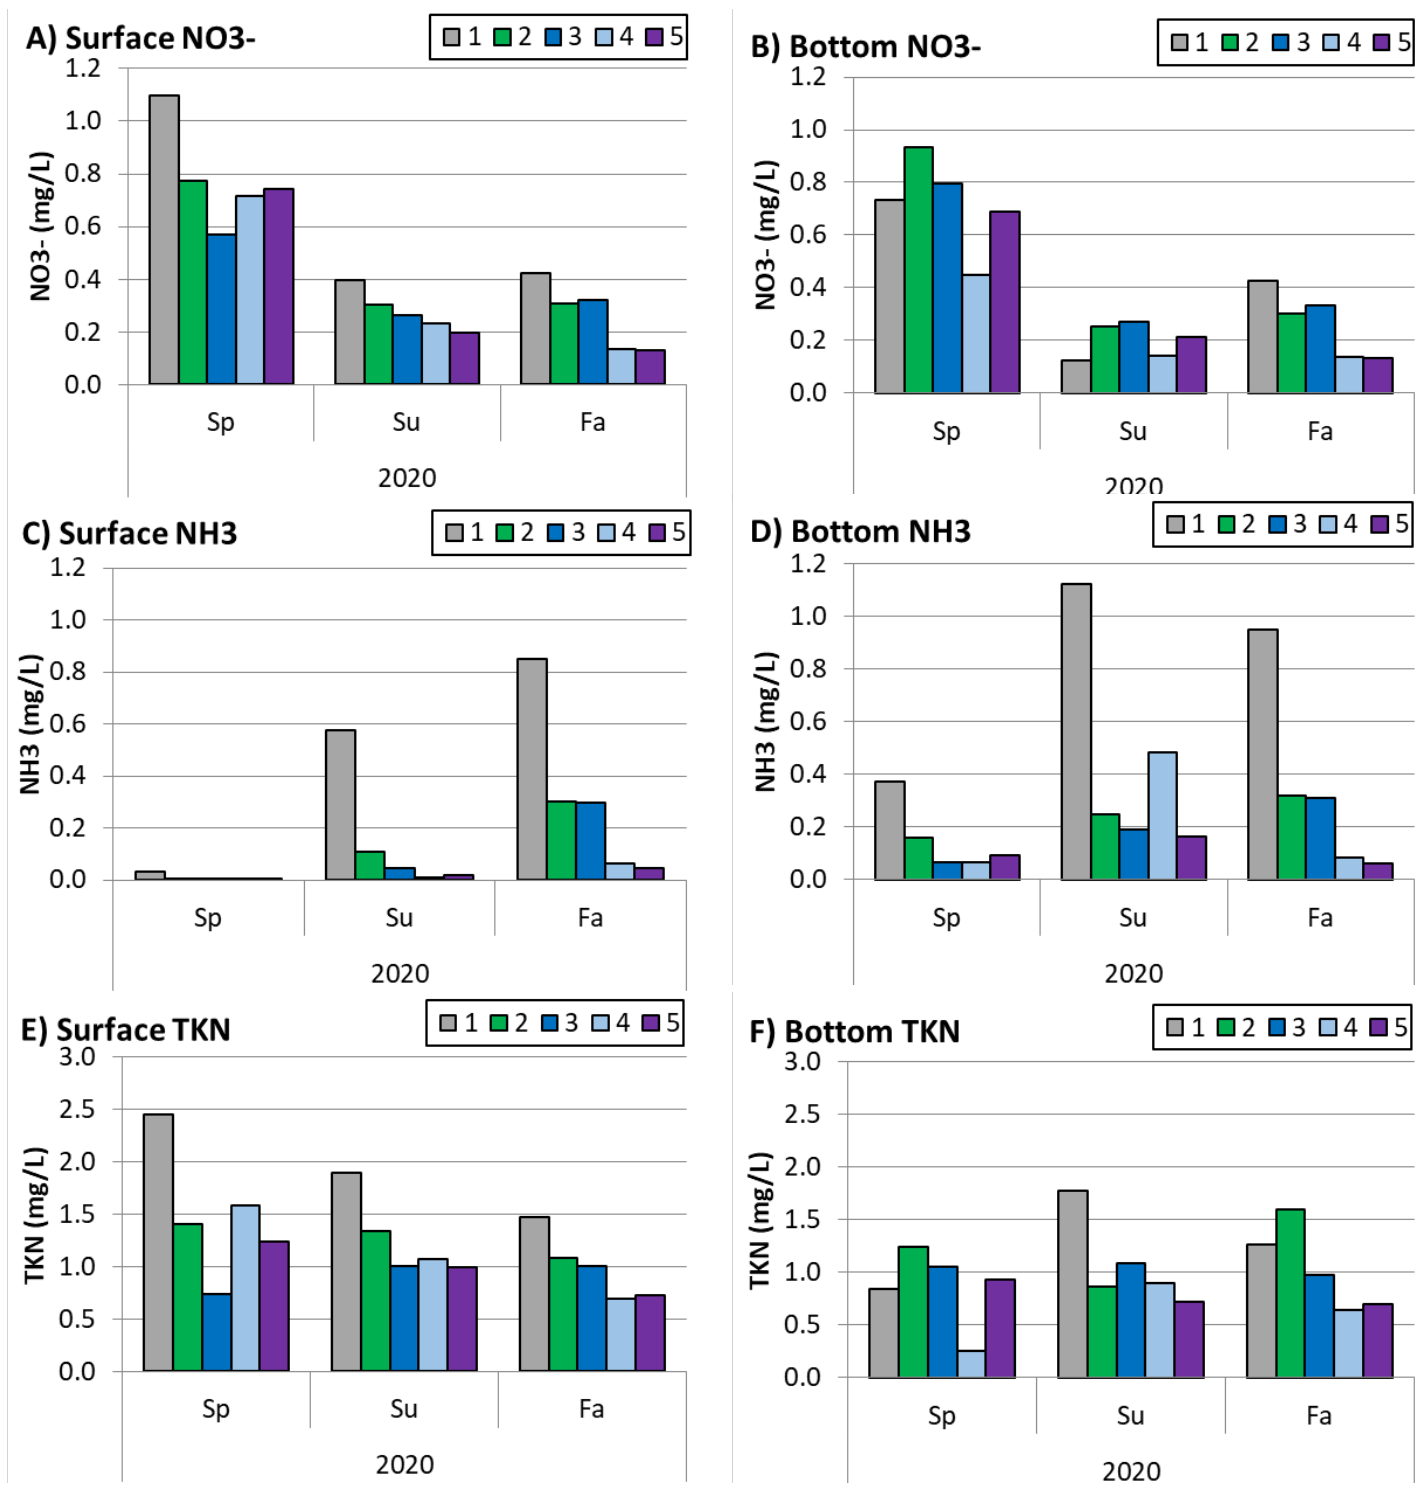 A) Surface NO3-
1 2 3 4 5
1.2
1.0
0.8
0.6
0.4
0.2
0.0
NO3- (mg/L)
Sp Su Fa
2020
B) Bottom NO3-
1 2 3 4 5
1.2
1.0
0.8
0.6
0.4
0.2
0.0
NO3- (mg/L)
Sp Su Fa
2020
C) Surface NH3
1 2 3 4 5
1.2
1.0
0.8
0.6
0.4
0.2
0.0
NH3 (mg/L)
Sp Su Fa
2020
D) Bottom NH3
1 2 3 4 5
1.2
1.0
0.8
0.6
0.4
0.2
0.0
NH3 (mg/L)
Sp Su Fa
2020
E) Surface TKN
1 2 3 4 5
3.0
2.5
2.0
1.5
1.0
0.5
0.0
TKN (mg/L)
Sp Su Fa
2020
F) Bottom TKN
1 2 3 4 5
3.0
2.5
2.0
1.5
1.0
0.5
0.0
TKN (mg/L)
Sp Su Fa
2020